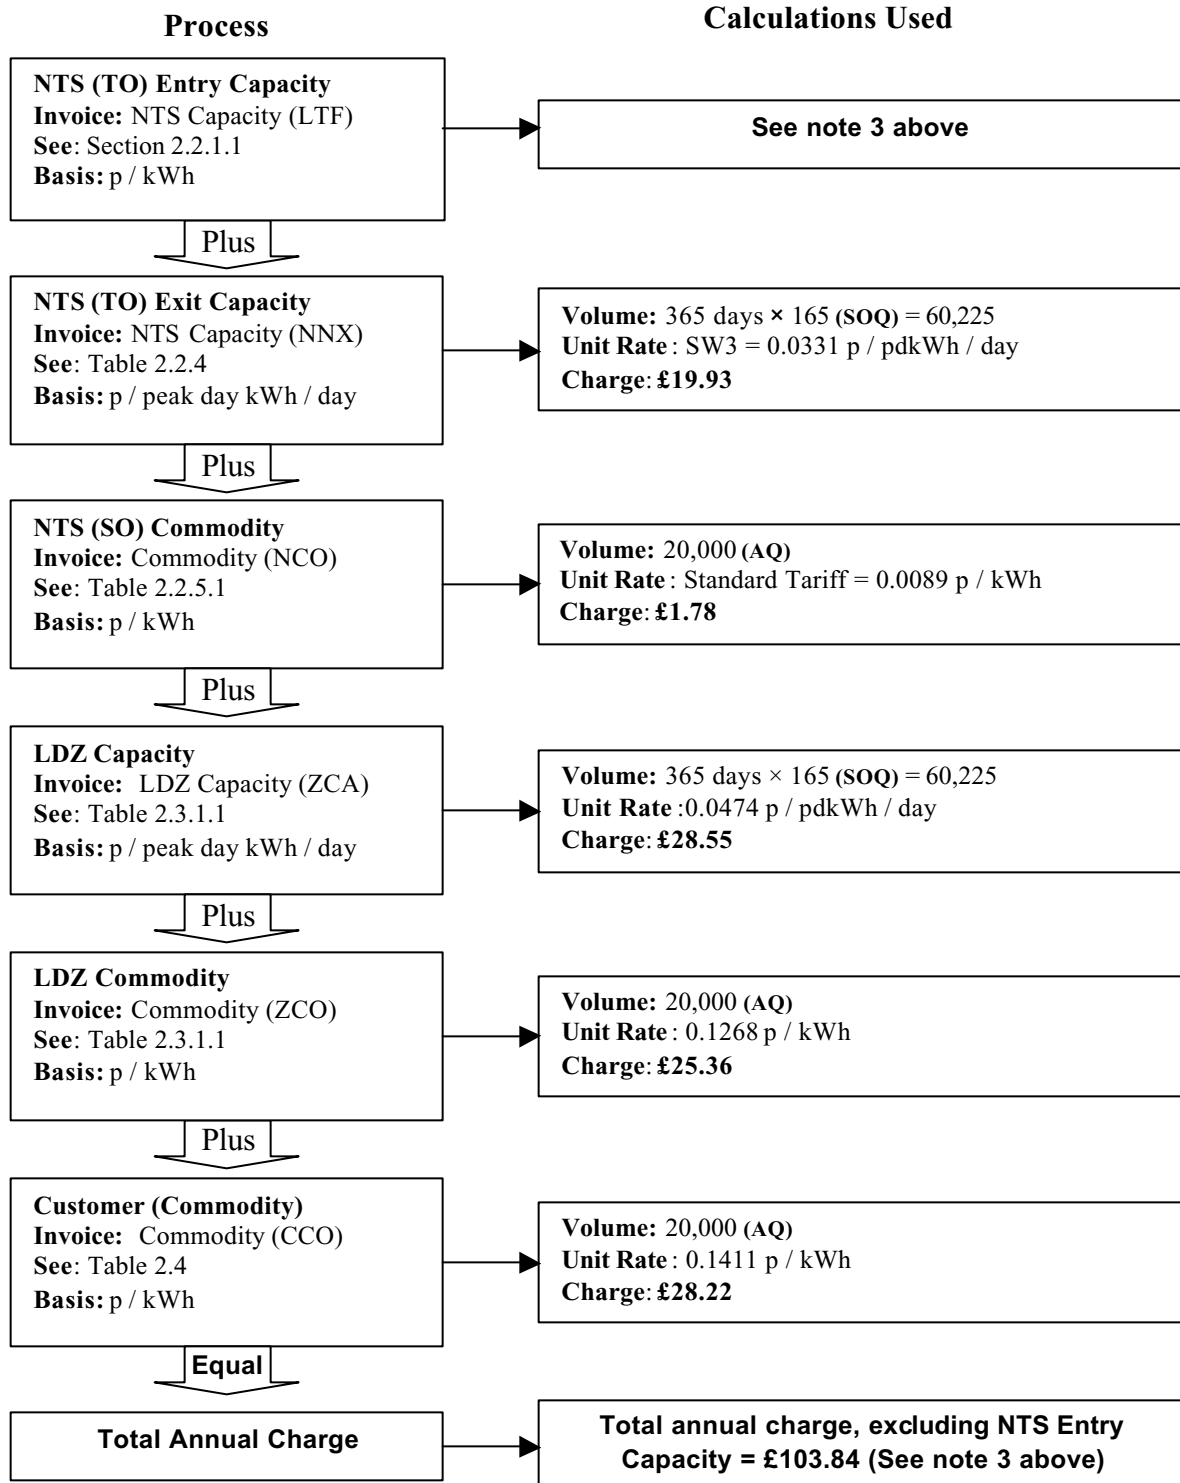 Process
Calculations Used
NTS (TO) Entry Capacity
Invoice: NTS Capacity (LTF)
See: Section 2.2.1.1
Basis: p / kWh
See note 3 above
Plus
NTS (TO) Exit Capacity
Invoice: NTS Capacity (NNX)
See: Table 2.2.4
Basis: p / peak day kWh / day
Volume: 365 days × 165 (SOQ) = 60,225
Unit Rate : SW3 = 0.0331 p / pdkWh / day
Charge: £19.93
Plus
NTS (SO) Commodity
Invoice: Commodity (NCO)
See: Table 2.2.5.1
Basis: p / kWh
Volume: 20,000 (AQ)
Unit Rate : Standard Tariff = 0.0089 p / kWh
Charge: £1.78
Plus
LDZ Capacity
Invoice: LDZ Capacity (ZCA)
See: Table 2.3.1.1
Basis: p / peak day kWh / day
Volume: 365 days × 165 (SOQ) = 60,225
Unit Rate :0.0474 p / pdkWh / day
Charge: £28.55
Plus
LDZ Commodity
Invoice: Commodity (ZCO)
See: Table 2.3.1.1
Basis: p / kWh
Volume: 20,000 (AQ)
Unit Rate : 0.1268 p / kWh
Charge: £25.36
Plus
Customer (Commodity)
Invoice: Commodity (CCO)
See: Table 2.4
Basis: p / kWh
Volume: 20,000 (AQ)
Unit Rate : 0.1411 p / kWh
Charge: £28.22
Equal
Total Annual Charge
Total annual charge, excluding NTS Entry
Capacity = £103.84 (See note 3 above)